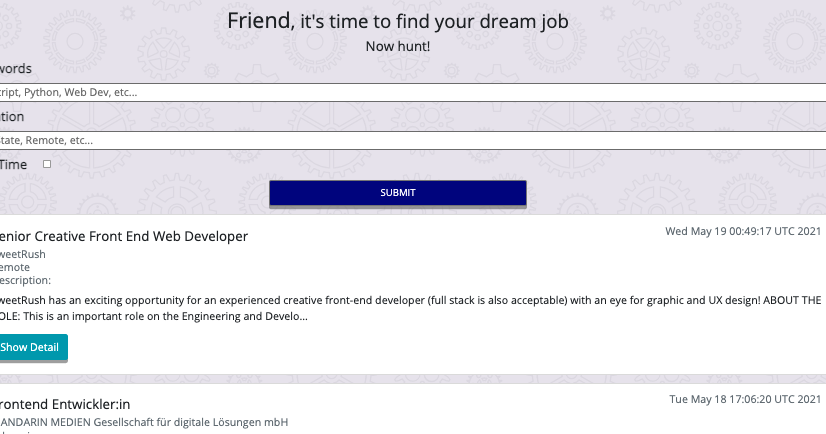 Friend, it's time to find your dream job
Now hunt!
words
ript, Python, Web Dev, etc...
tion
tate, Remote, etc...
Time
SUBMIT
enior Creative Front End Web Developer
Wed May 19 00:49:17 UTC 2021
weetRush
emote
escription:
weetRush has an exciting opportunity for an experienced creative front-end developer (full stack is also acceptable) with an eye for graphic and UX design! ABOUT THE
OLE: This is an important role on the Engineering and Develo...
Show Detail
rontend Entwickler:in
Tue May 18 17:06:20 UTC 2021
ANDARIN MEDIEN Gesellschaft für digitale Lösungen mbH